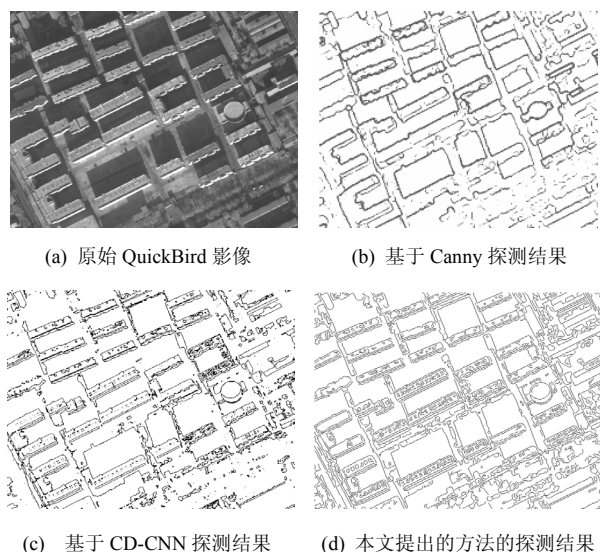 (a) 原始 QuickBird 影像
(b) 基于 Canny 探测结果
(c) 基于 CD-CNN 探测结果
(d) 本文提出的方法的探测结果